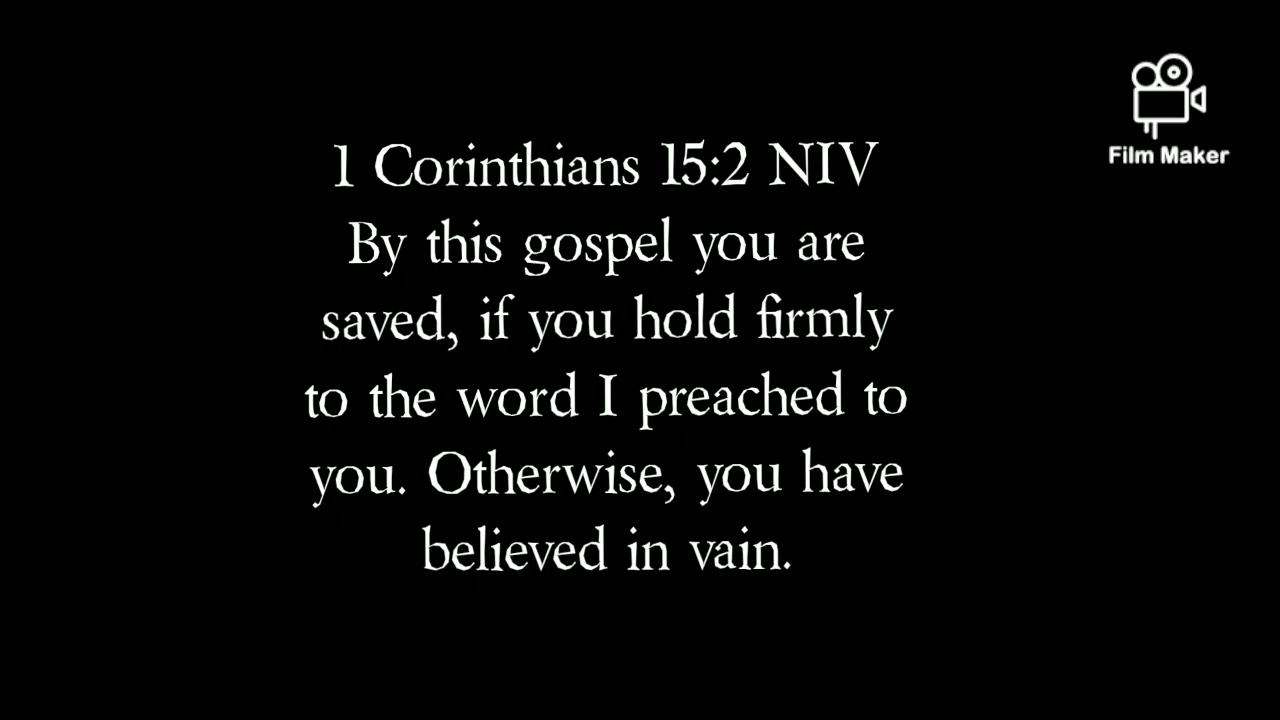 1 Corinthians 15:2 NIV
By this gospel you are
saved, if you hold firmly
to the word I preached to
you. Otherwise, you have
believed in vain.
Film Maker